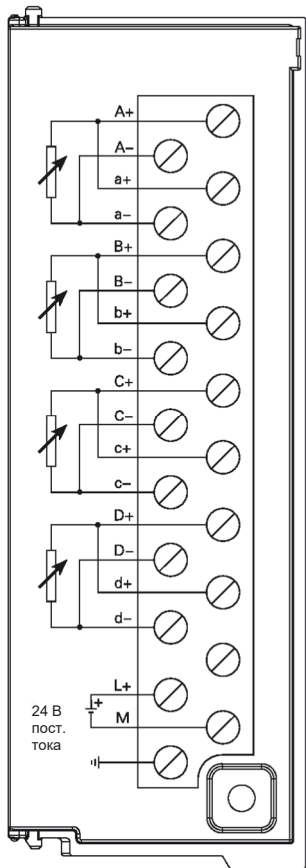 A+
A−
a+
a−
B+
B−
b+
b−
C+
C−
c+
c−
D+
D−
d+
d−
L+
M
+
24 В
пост.
тока